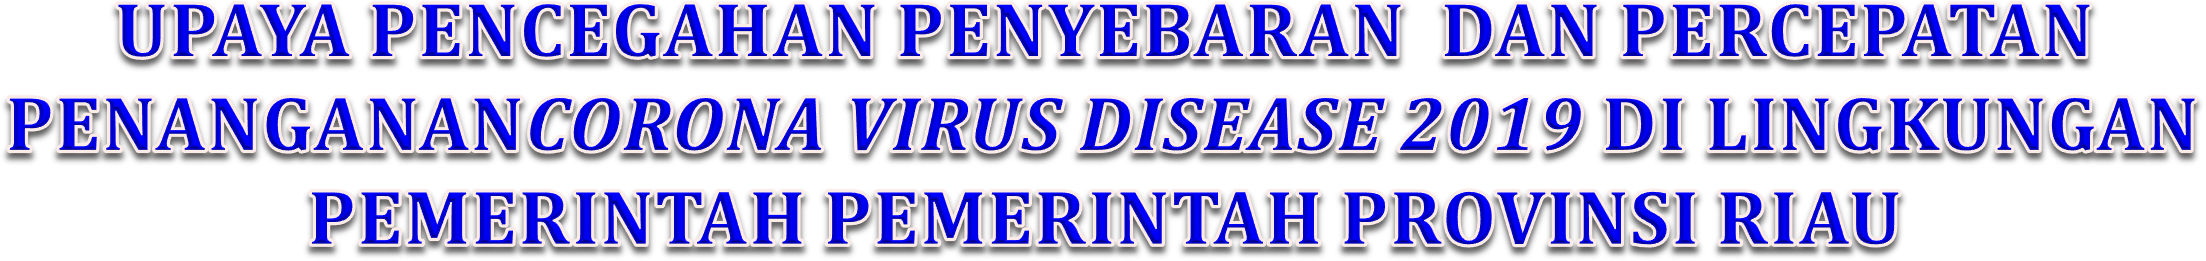 UPAYA PENCEGAHAN PENYEBARAN  DAN PERCEPATAN
PENANGANANCORONA VIRUS DISEASE 2019 DI LINGKUNGAN
PEMERINTAH PEMERINTAH PROVINSI RIAU